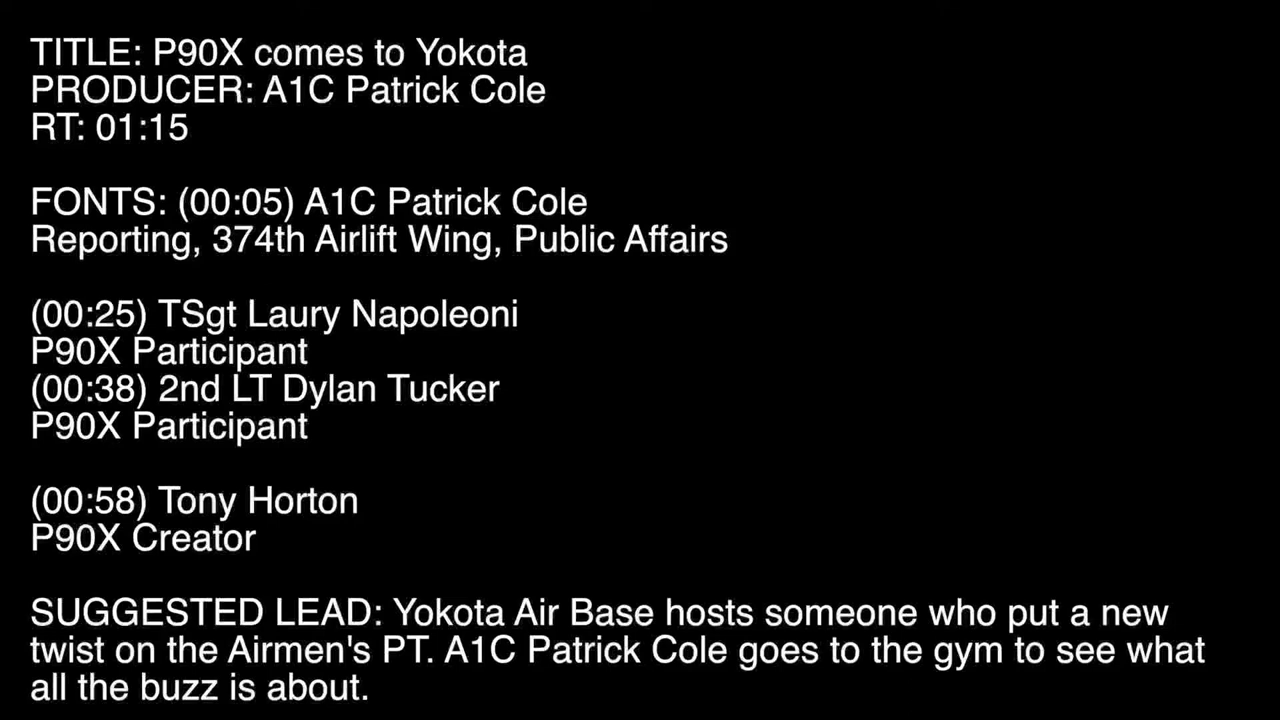 TITLE: P90X comes to Yokota
PRODUCER: A1C Patrick Cole
RT: 01:15
FONTS: (00:05) A1C Patrick Cole
Reporting, 374th Airlift Wing, Public Affairs
(00:25) TSgt Laury Napoleoni
P90X Participant
(00:38) 2nd LT Dylan Tucker
P90X Participant
(00:58) Tony Horton
P90X Creator
SUGGESTED LEAD: Yokota Air Base hosts someone who put a new
twist on the Airmen's PT. A1C Patrick Cole goes to the gym to see what
all the buzz is about.